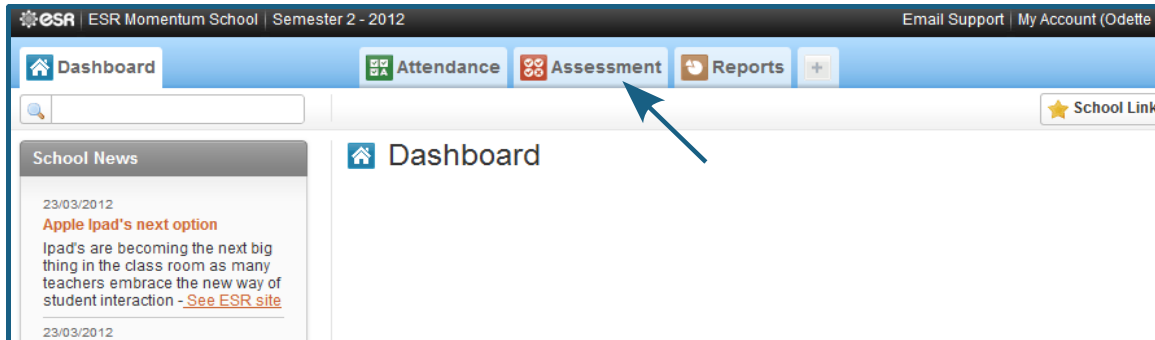 esr | ESR Momentum School | Semester 2 - 2012
Email Support | My Account (Odette
Dashboard
Attendance
Assessment
Reports
+
School Link
School News
Dashboard
23/03/2012
Apple Ipad's next option
Ipad's are becoming the next big
thing in the class room as many
teachers embrace the new way of
student interaction - See ESR site
23/03/2012